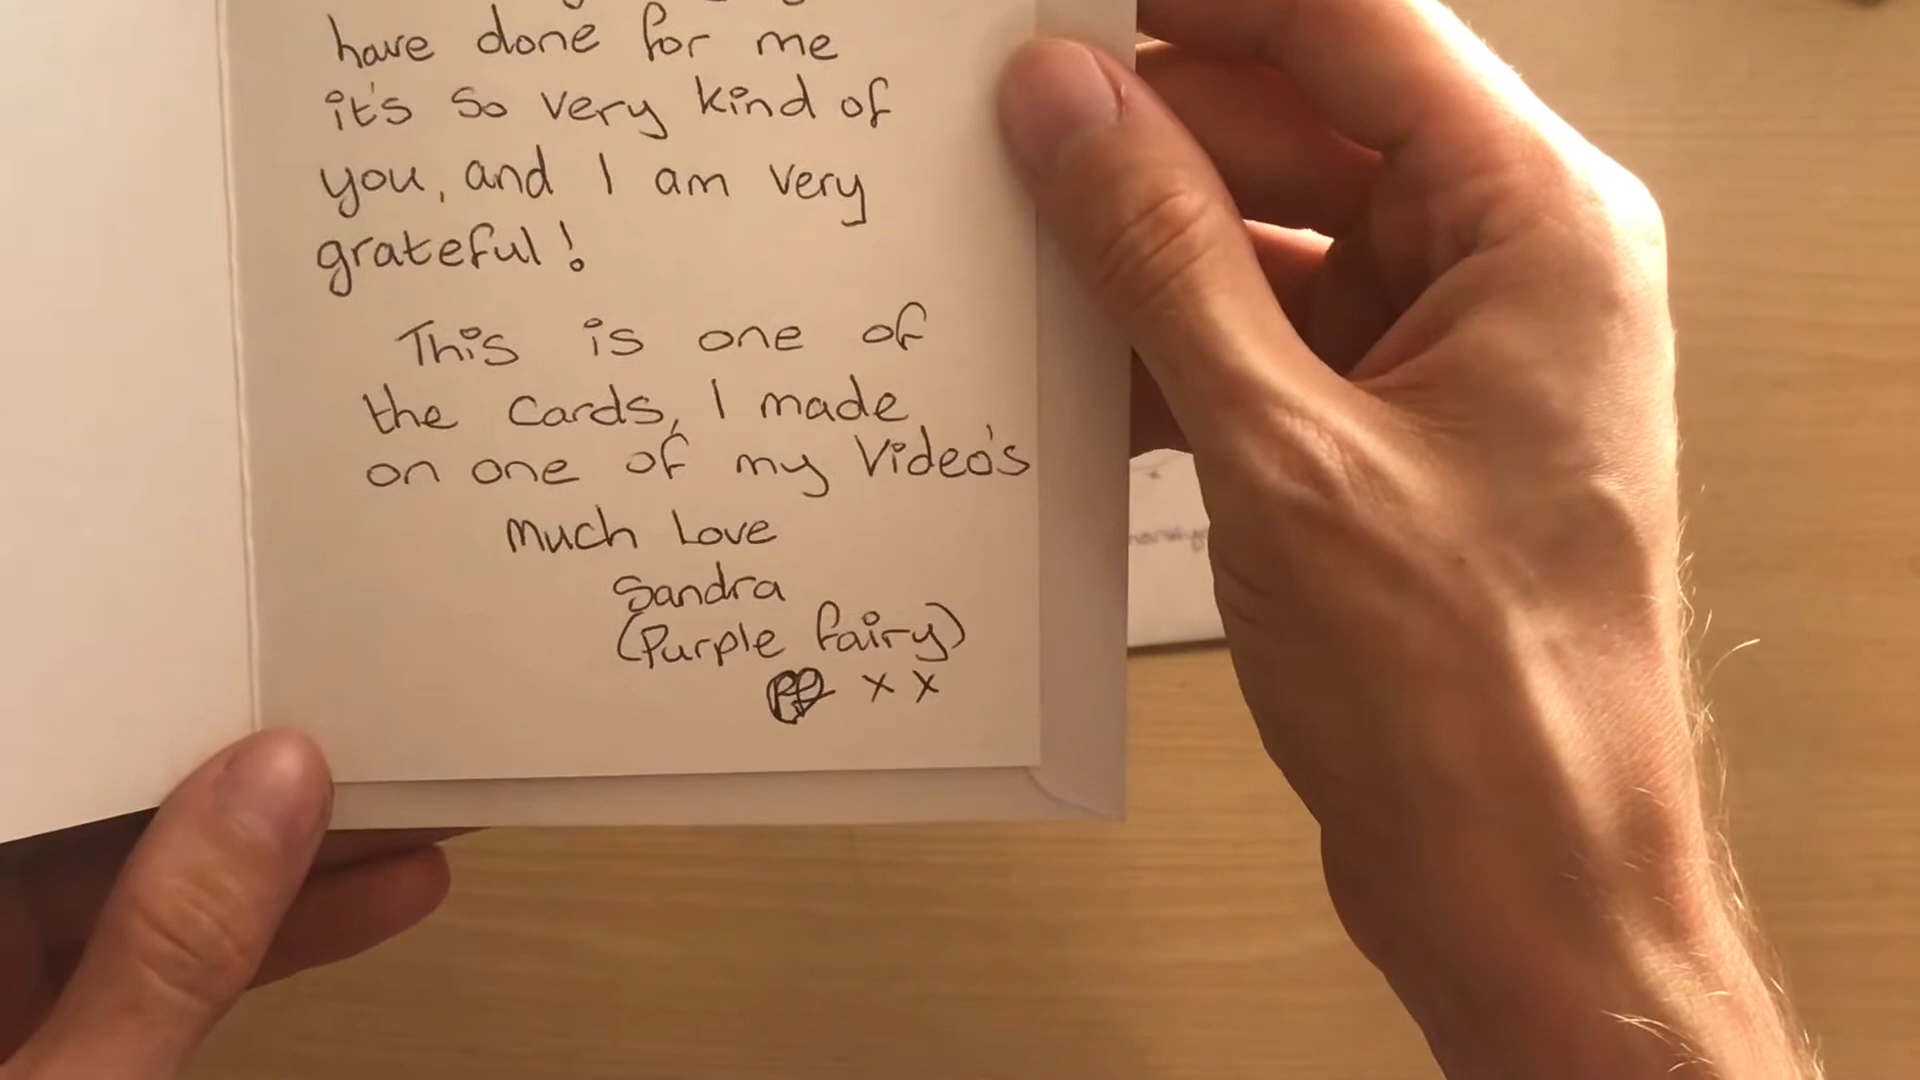 have done for me
it's so very kind of
you, and I am very
grateful!
This is one of
the cards, I made
on one of my Video's
Much Love
Sandra
(Purple fairy)
x x